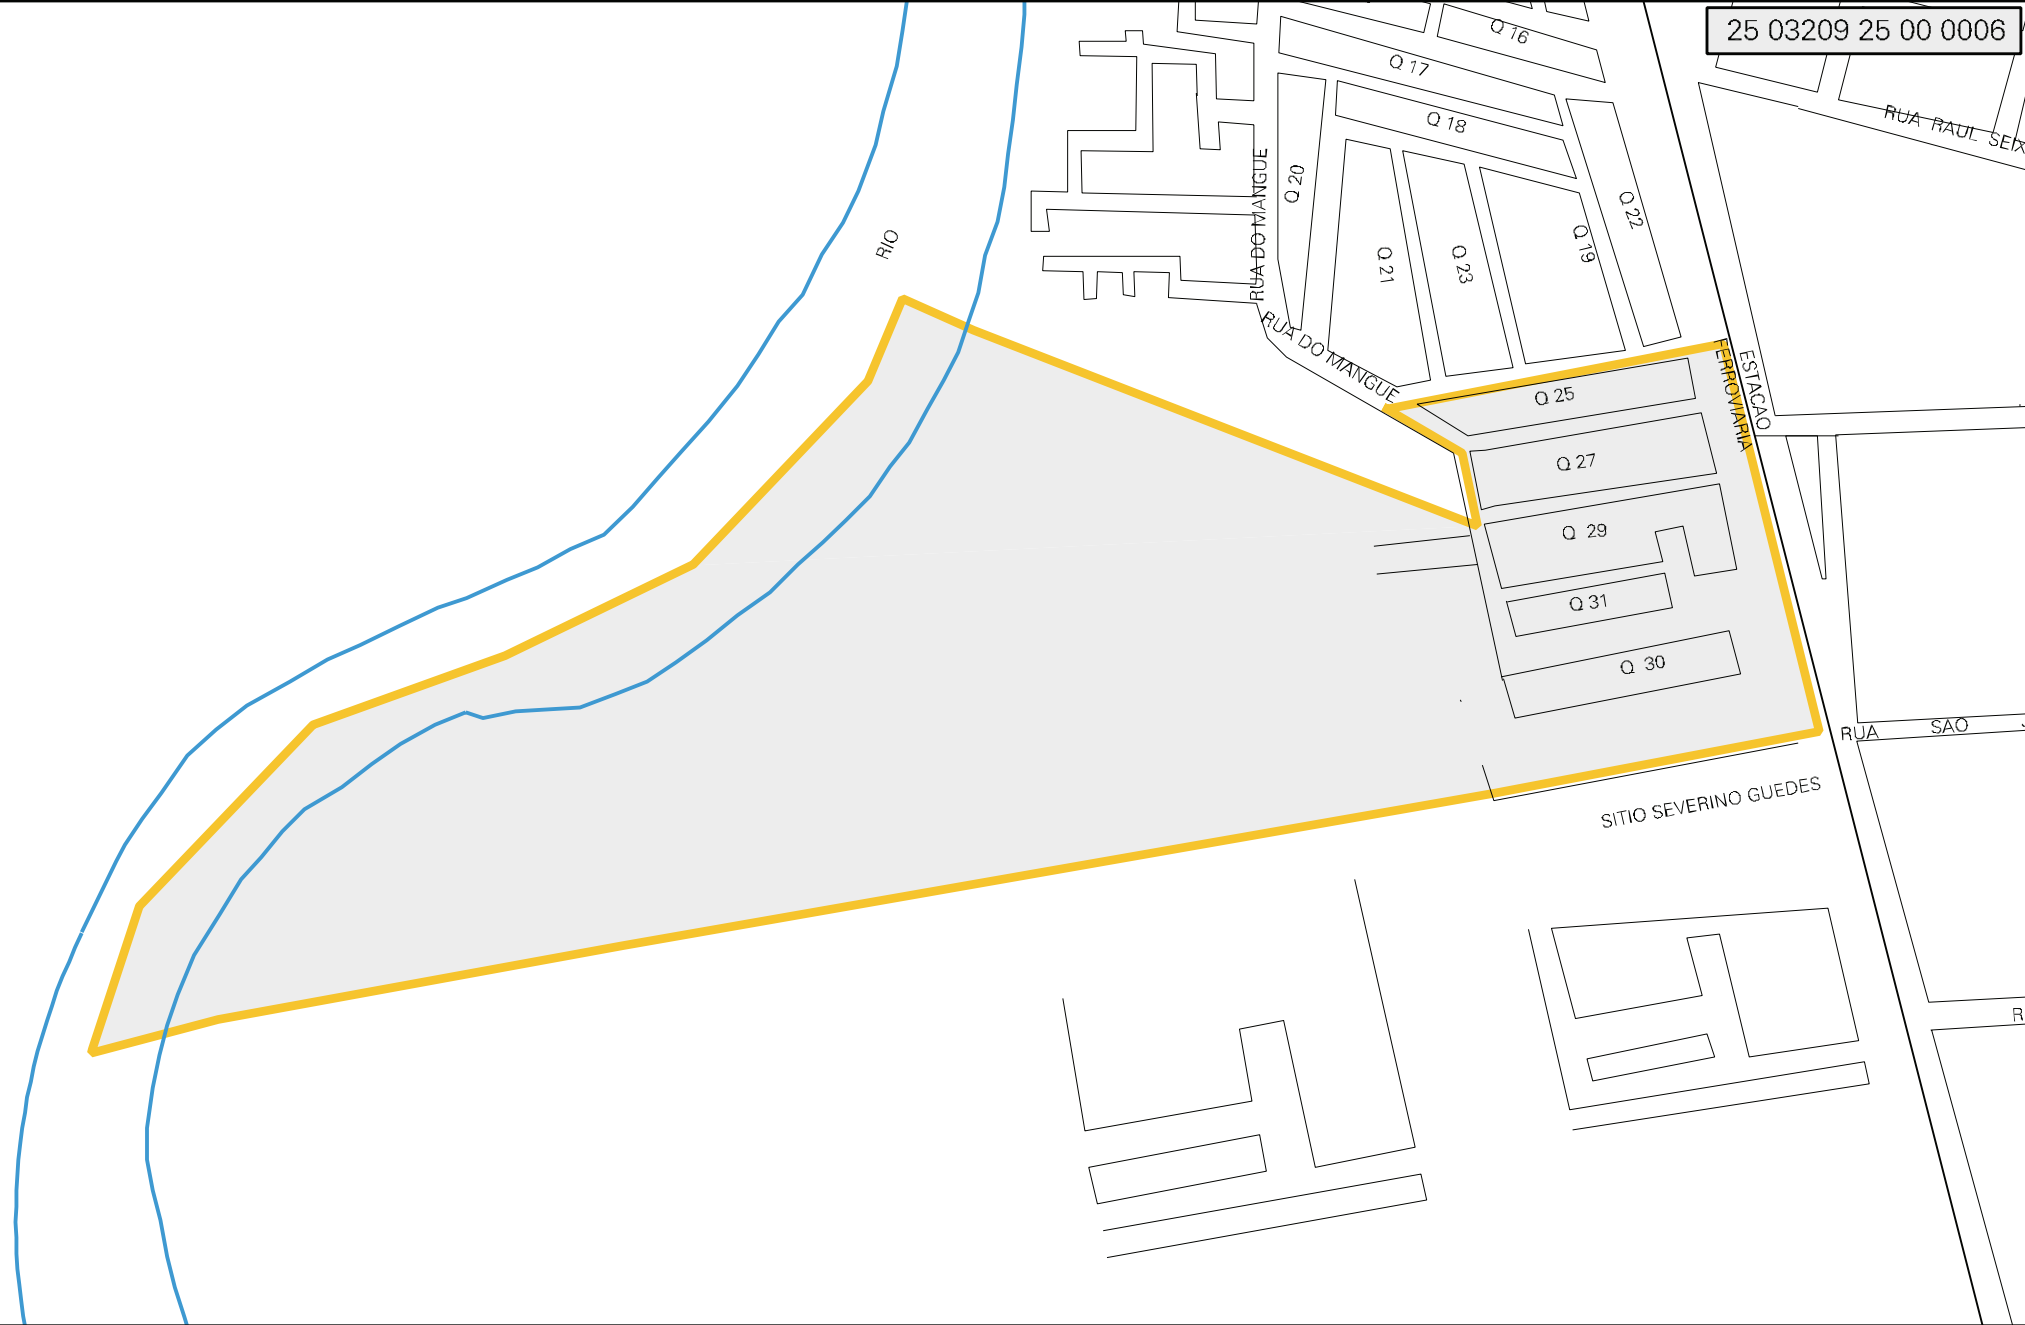 25 03209 25 00 0006
Q 16
Q 17
RUA RAUL SEIX
Q 18
RUA DO MANGUE
Q 20
Q 22
RIO
Q 21
Q 23
Q 19
RUA DO MANGUE
ESTACAO
FERROVIARIA
Q 25
Q 27
Q 29
Q 31
Q 30
RUA SAO
SITIO SEVERINO GUEDES
R